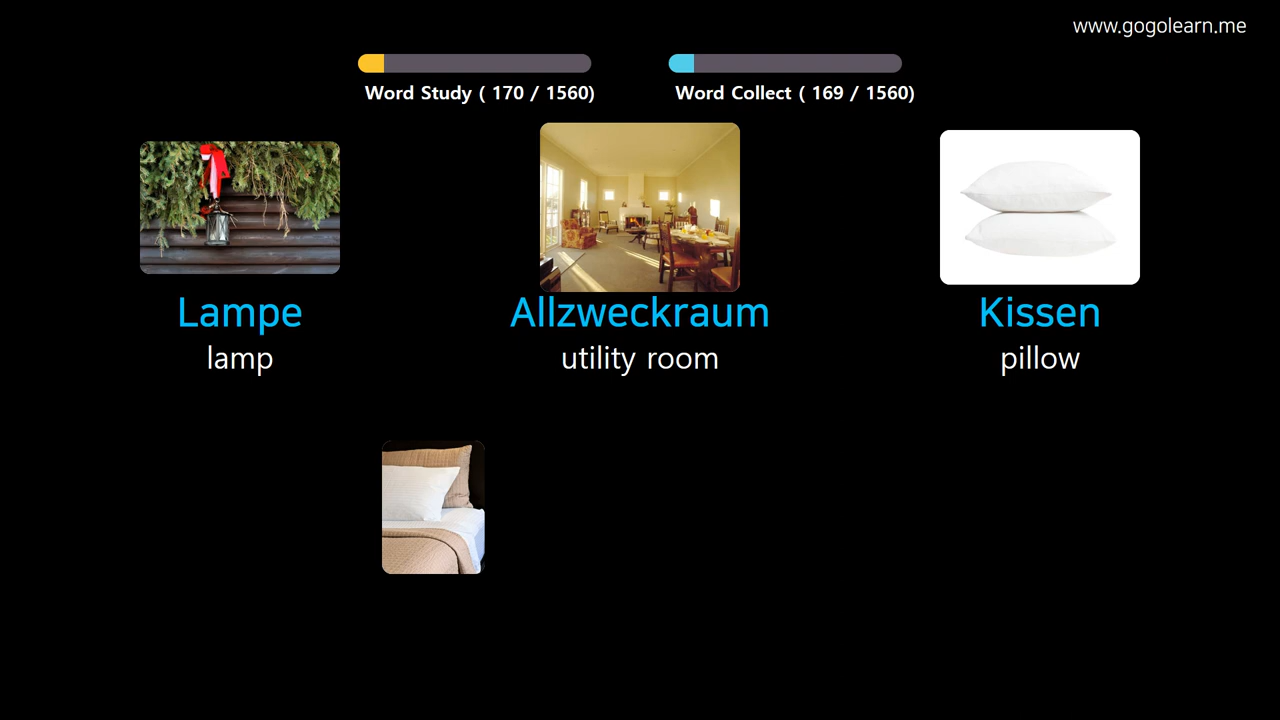 www.gogolearn.me
Word Study ( 170 / 1560)
Word Collect ( 169 / 1560)
Lampe
lamp
Allzweckraum
utility room
Kissen
pillow